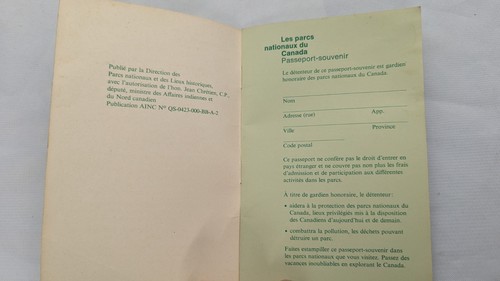 Publié par la Direction des
Parcs nationaux et des Lieux historiques,
avec l'autorisation de l'hon. Jean Chrétien, C.P.,
député, ministre des Affaires indiennes et
du Nord canadien
Publication AINC N° QS-0423-000-BB-A-2
Les parcs
nationaux du
Canada
Passeport-souvenir
Le détenteur de ce passeport-souvenir est gardien
honoraire des parcs nationaux du Canada.
Nom
Adresse (rue) App.
Ville Province
Code postal
Ce passeport ne confère pas le droit d'entrer en
pays étranger et ne couvre pas non plus les frais
d'admission et de participation aux différentes
activités dans les parcs.
À titre de gardien honoraire, le détenteur:
• aidera à la protection des parcs nationaux du
Canada, lieux privilégiés mis à la disposition
des Canadiens d'aujourd'hui et de demain.
• combattra la pollution, les déchets pouvant
détruire un parc.
Faites estampiller ce passeport-souvenir dans
les parcs nationaux que vous visitez. Passez des
vacances inoubliables en explorant le Canada.